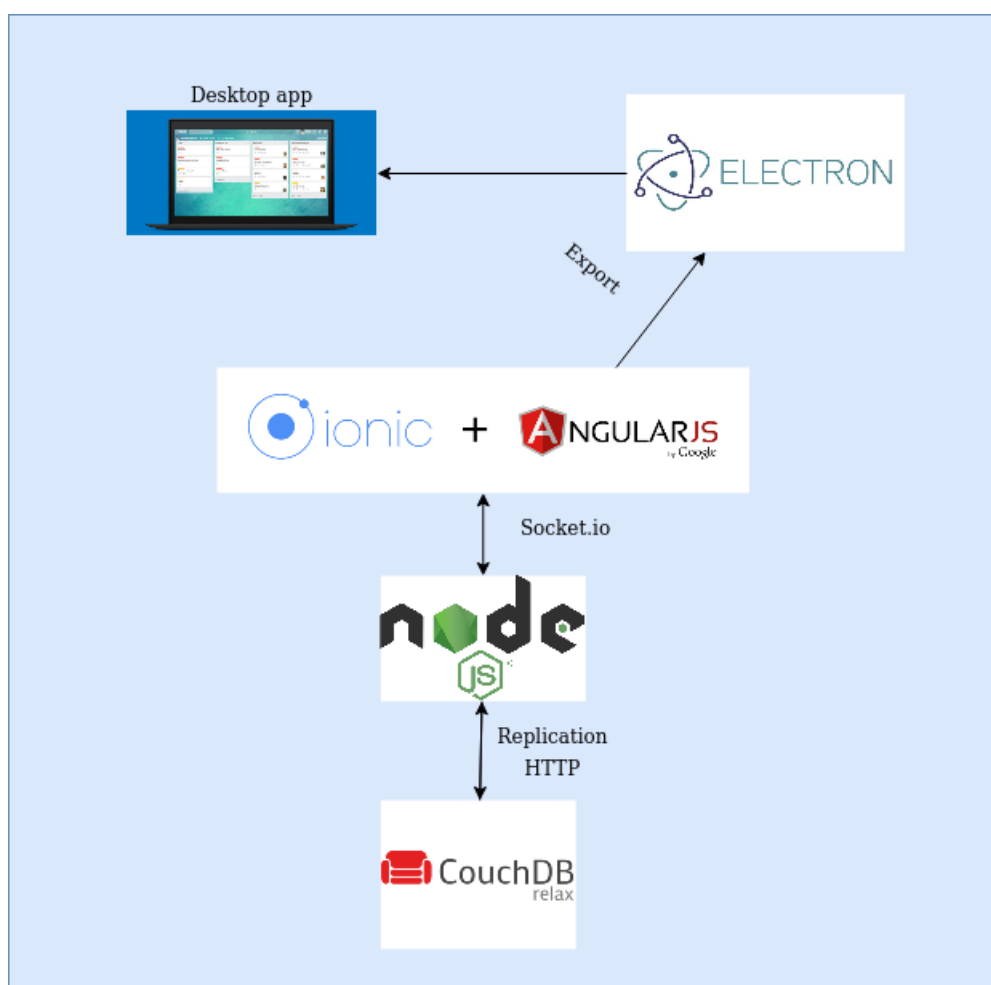 Desktop app
ELECTRON
Export
ionic + ANGULARJS
by Google
Socket.io
node
JS
Replication
HTTP
CouchDB
relax